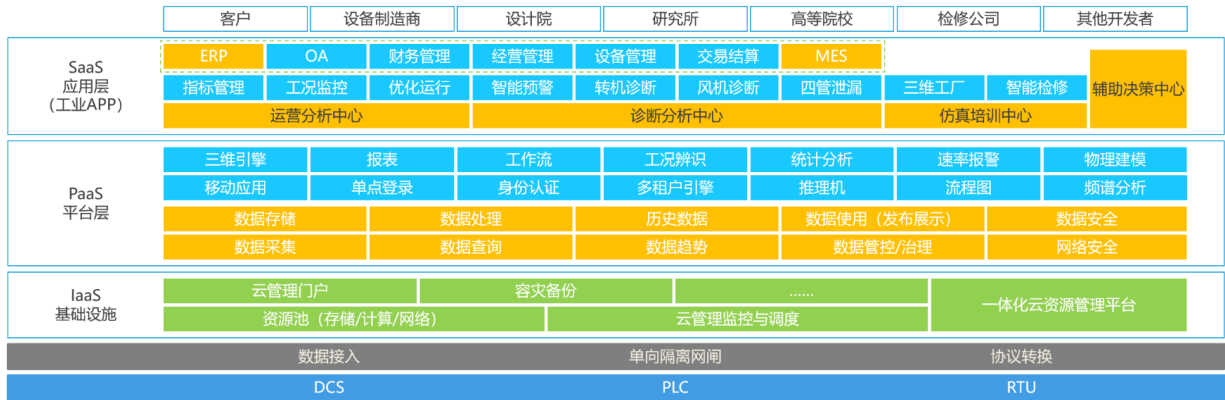 客户 设备制造商 设计院 研究所 高等院校 检修公司 其他开发者
SaaS
应用层
（工业APP）
ERP OA 财务管理 经营管理 设备管理 交易结算 MES
指标管理 工况监控 优化运行 智能预警 转机诊断 风机诊断 四管泄漏 三维工厂 智能检修
辅助决策中心
运营分析中心 诊断分析中心 仿真培训中心
PaaS
平台层
三维引擎 报表 工作流 工况辨识 统计分析 速率报警 物理建模
移动应用 单点登录 身份认证 多租户引擎 推理机 流程图 频谱分析
数据存储 数据处理 历史数据 数据使用（发布展示） 数据安全
数据采集 数据查询 数据趋势 数据管控/治理 网络安全
IaaS
基础设施
云管理门户 容灾备份 ......
一体化云资源管理平台
资源池（存储/计算/网络） 云管理监控与调度
数据接入 单向隔离网闸 协议转换
DCS PLC RTU